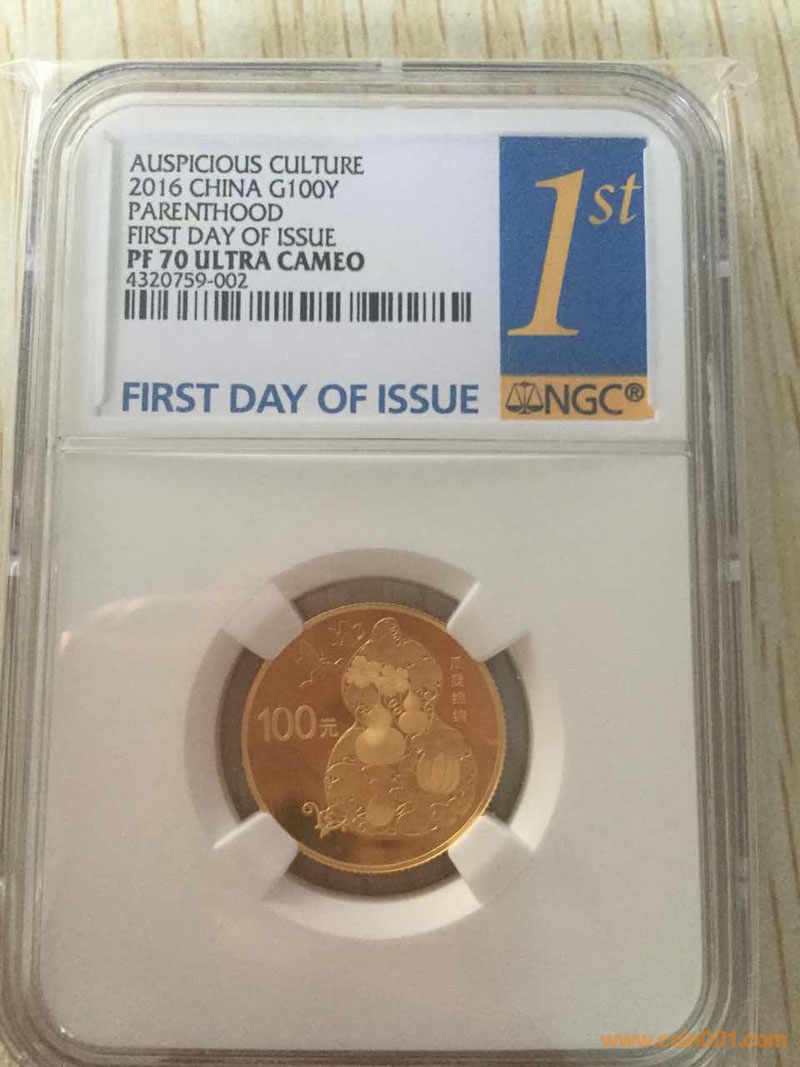 AUSPICIOUS CULTURE
2016 CHINA G100Y
PARENTHOOD
FIRST DAY OF ISSUE
PF 70 ULTRA CAMEO
4320759-002
FIRST DAY OF ISSUE
1st
NGC®
100元
瓜瓞绵绵
www.coin001.com